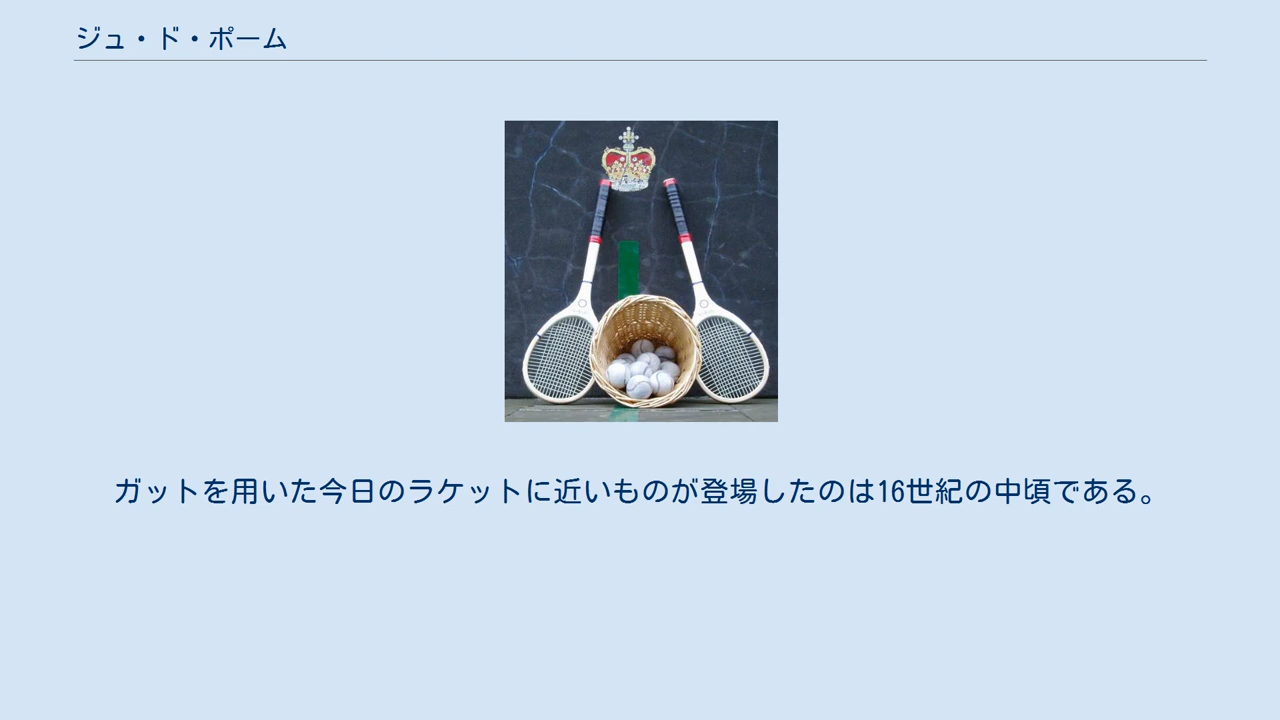 ジュ・ド・ポーム
ガットを用いた今日のラケットに近いものが登場したのは16世紀の中頃である。